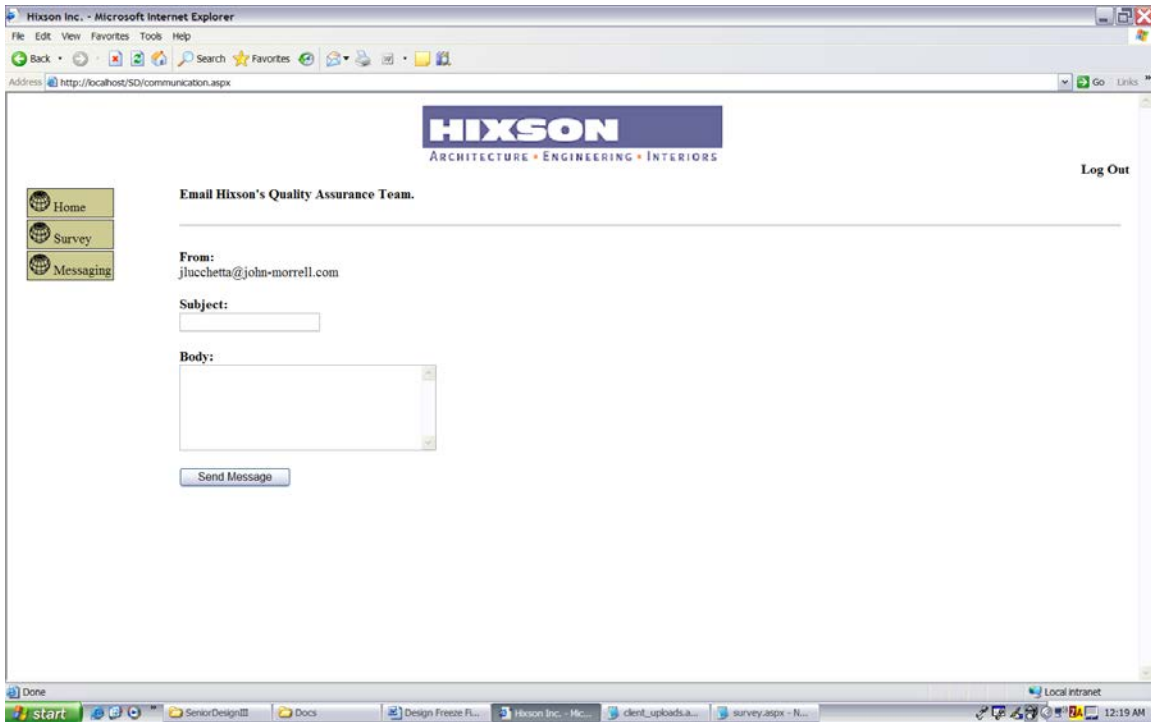 Hixson Inc. - Microsoft Internet Explorer
File Edit View Favorites Tools Help
Back Search Favorites
Address http://localhost/SD/communication.aspx Go Links »
HIXSON
ARCHITECTURE • ENGINEERING • INTERIORS
Log Out
Email Hixson's Quality Assurance Team.
Home
Survey
Messaging
From:
jlucchetta@john-morrell.com
Subject:
Body:
Send Message
Done Local intranet
start » SeniorDesignIII Docs Design Freeze Fi... Hixson Inc. - Mic... client_uploads.a... survey.aspx - N... 12:19 AM